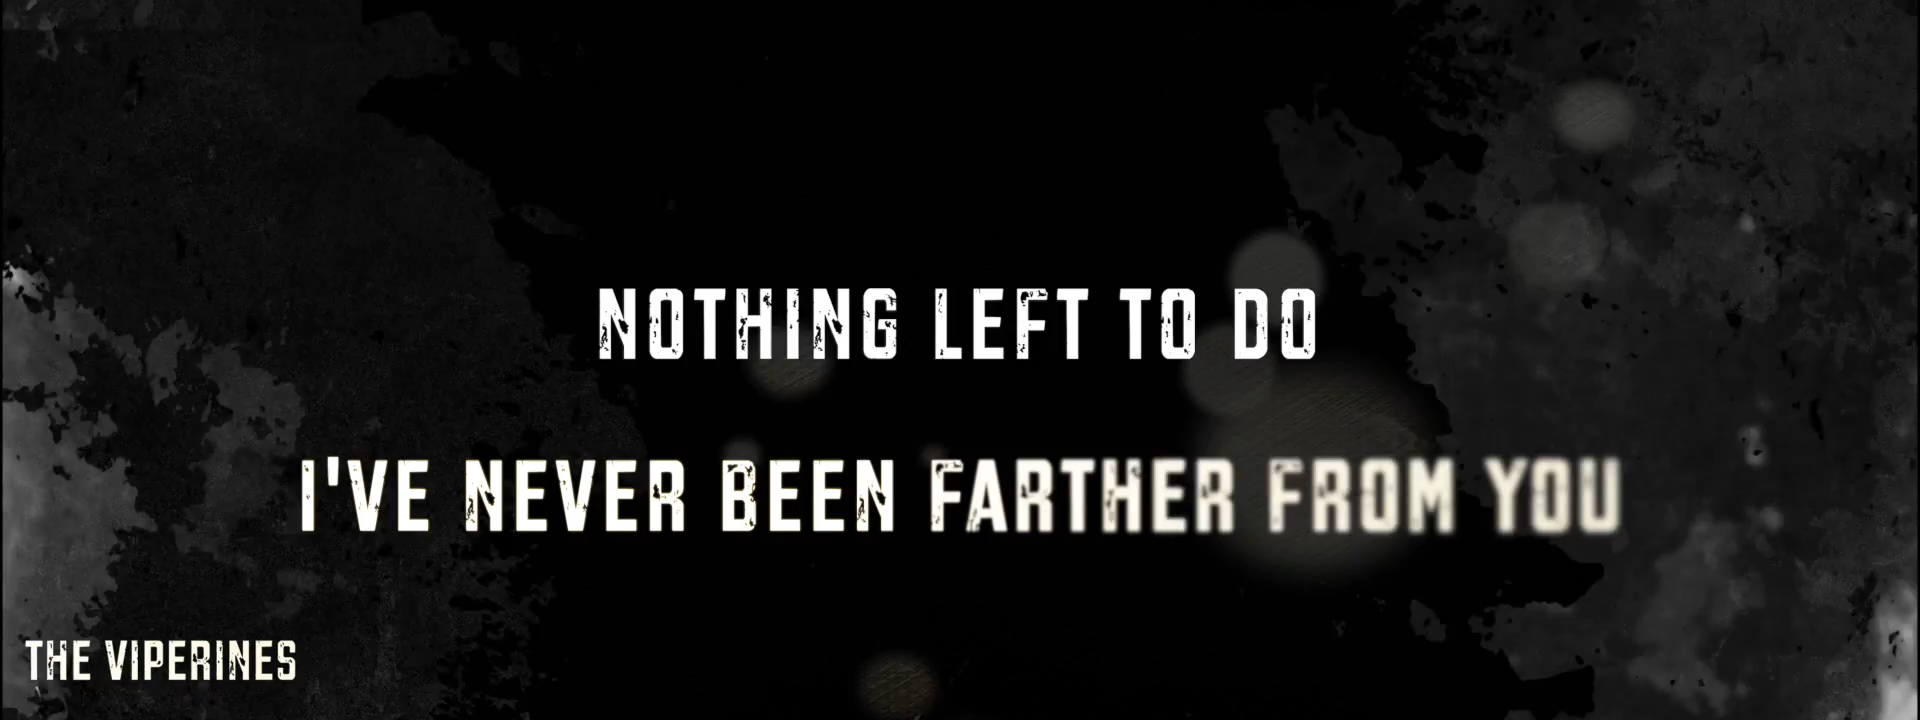 NOTHING LEFT TO DO
I'VE NEVER BEEN FARTHER FROM YOU
THE VIPERINES